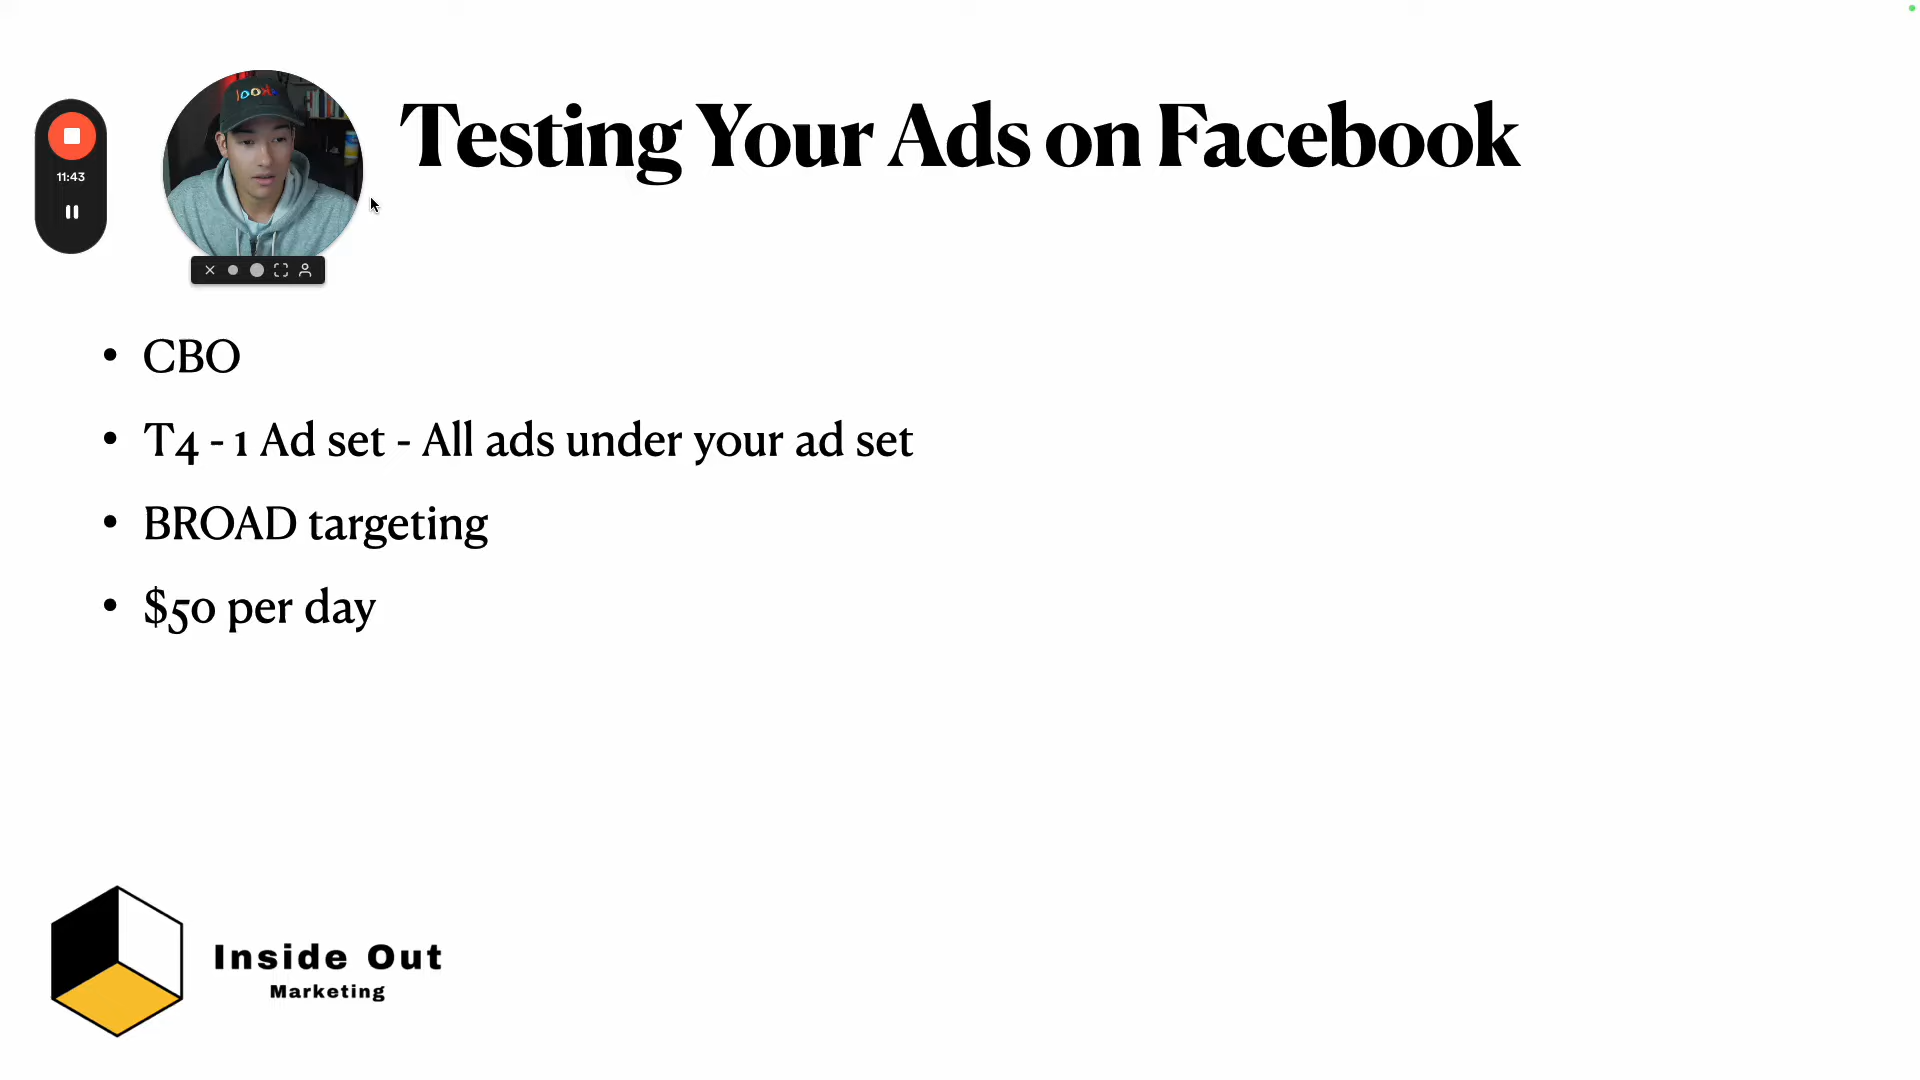 Testing Your Ads on Facebook
11:43
• CBO
• T4 - 1 Ad set - All ads under your ad set
• BROAD targeting
• $50 per day
Inside Out
Marketing